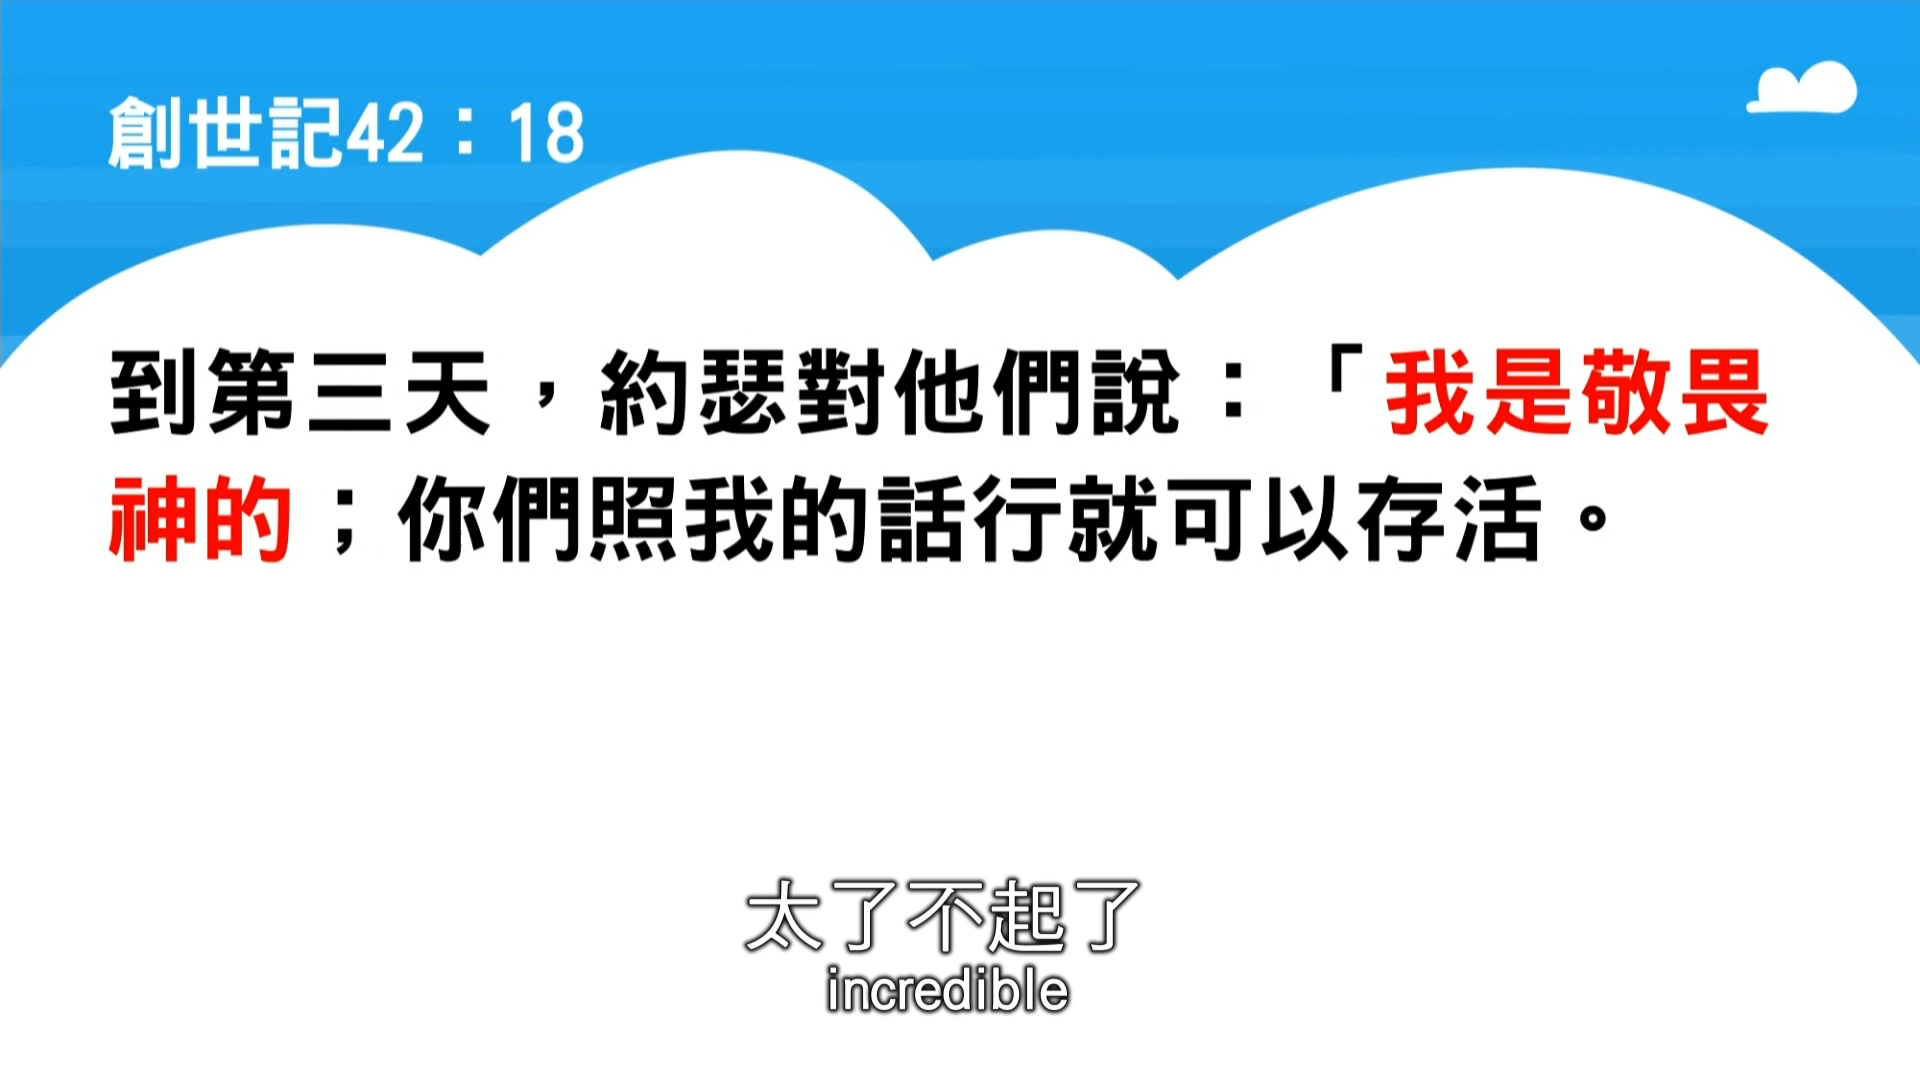 創世記42：18
到第三天，約瑟對他們說：「我是敬畏
神的；你們照我的話行就可以存活。
太了不起了
incredible